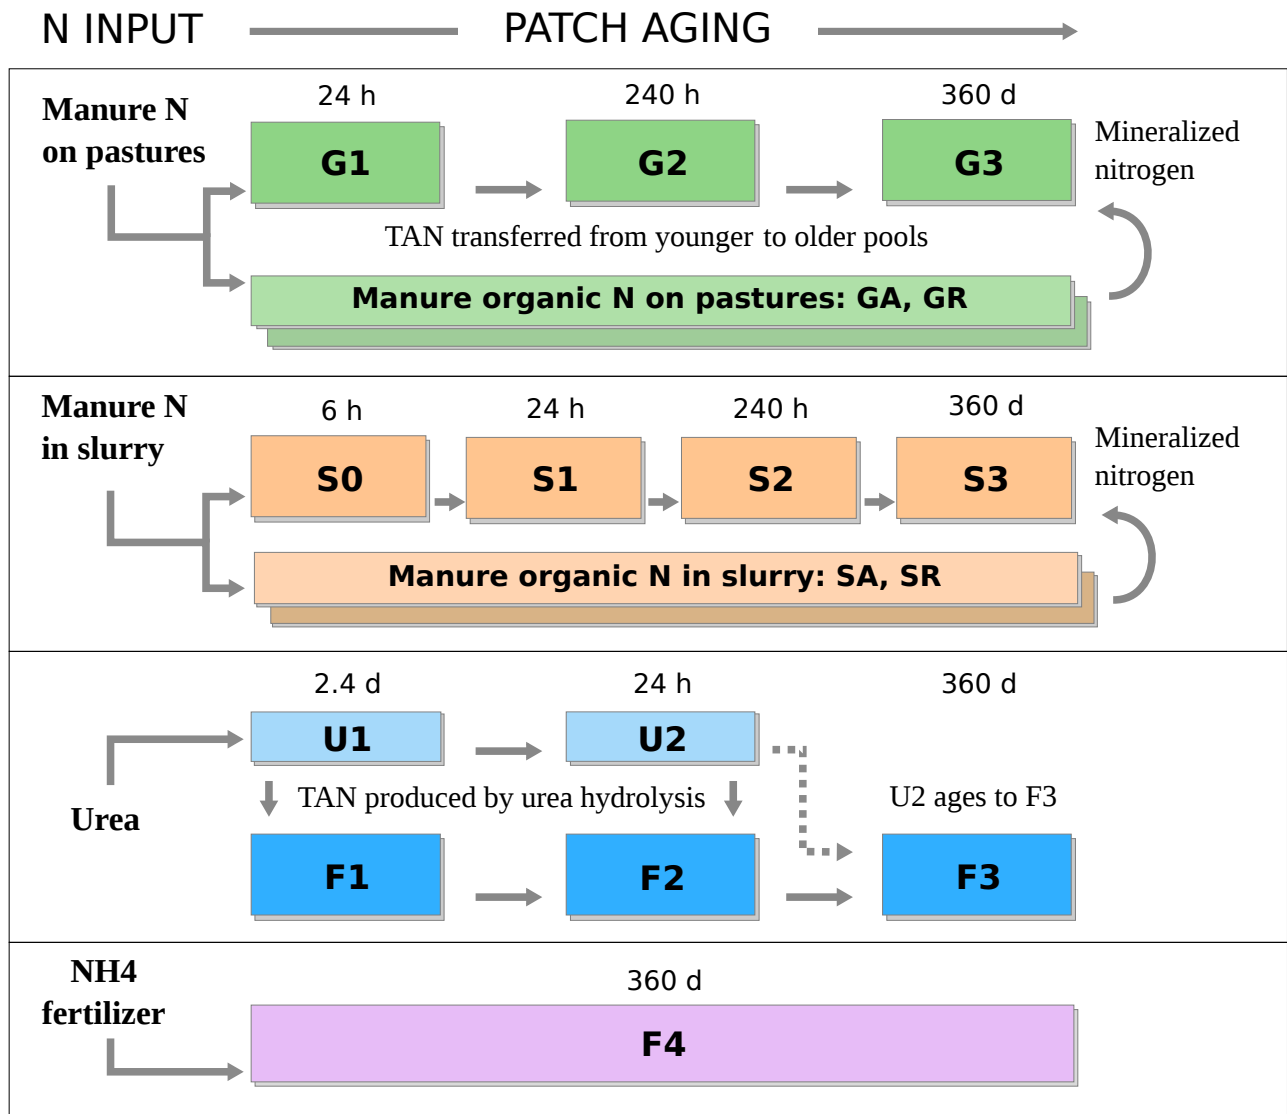 N INPUT
PATCH AGING
Manure N
on pastures
24 h
240 h
360 d
G1
G2
G3
Mineralized
nitrogen
TAN transferred from younger to older pools
Manure organic N on pastures: GA, GR
Manure N
in slurry
6 h
24 h
240 h
360 d
S0
S1
S2
S3
Mineralized
nitrogen
Manure organic N in slurry: SA, SR
Urea
2.4 d
24 h
360 d
U1
U2
TAN produced by urea hydrolysis
U2 ages to F3
F1
F2
F3
NH4
fertilizer
360 d
F4